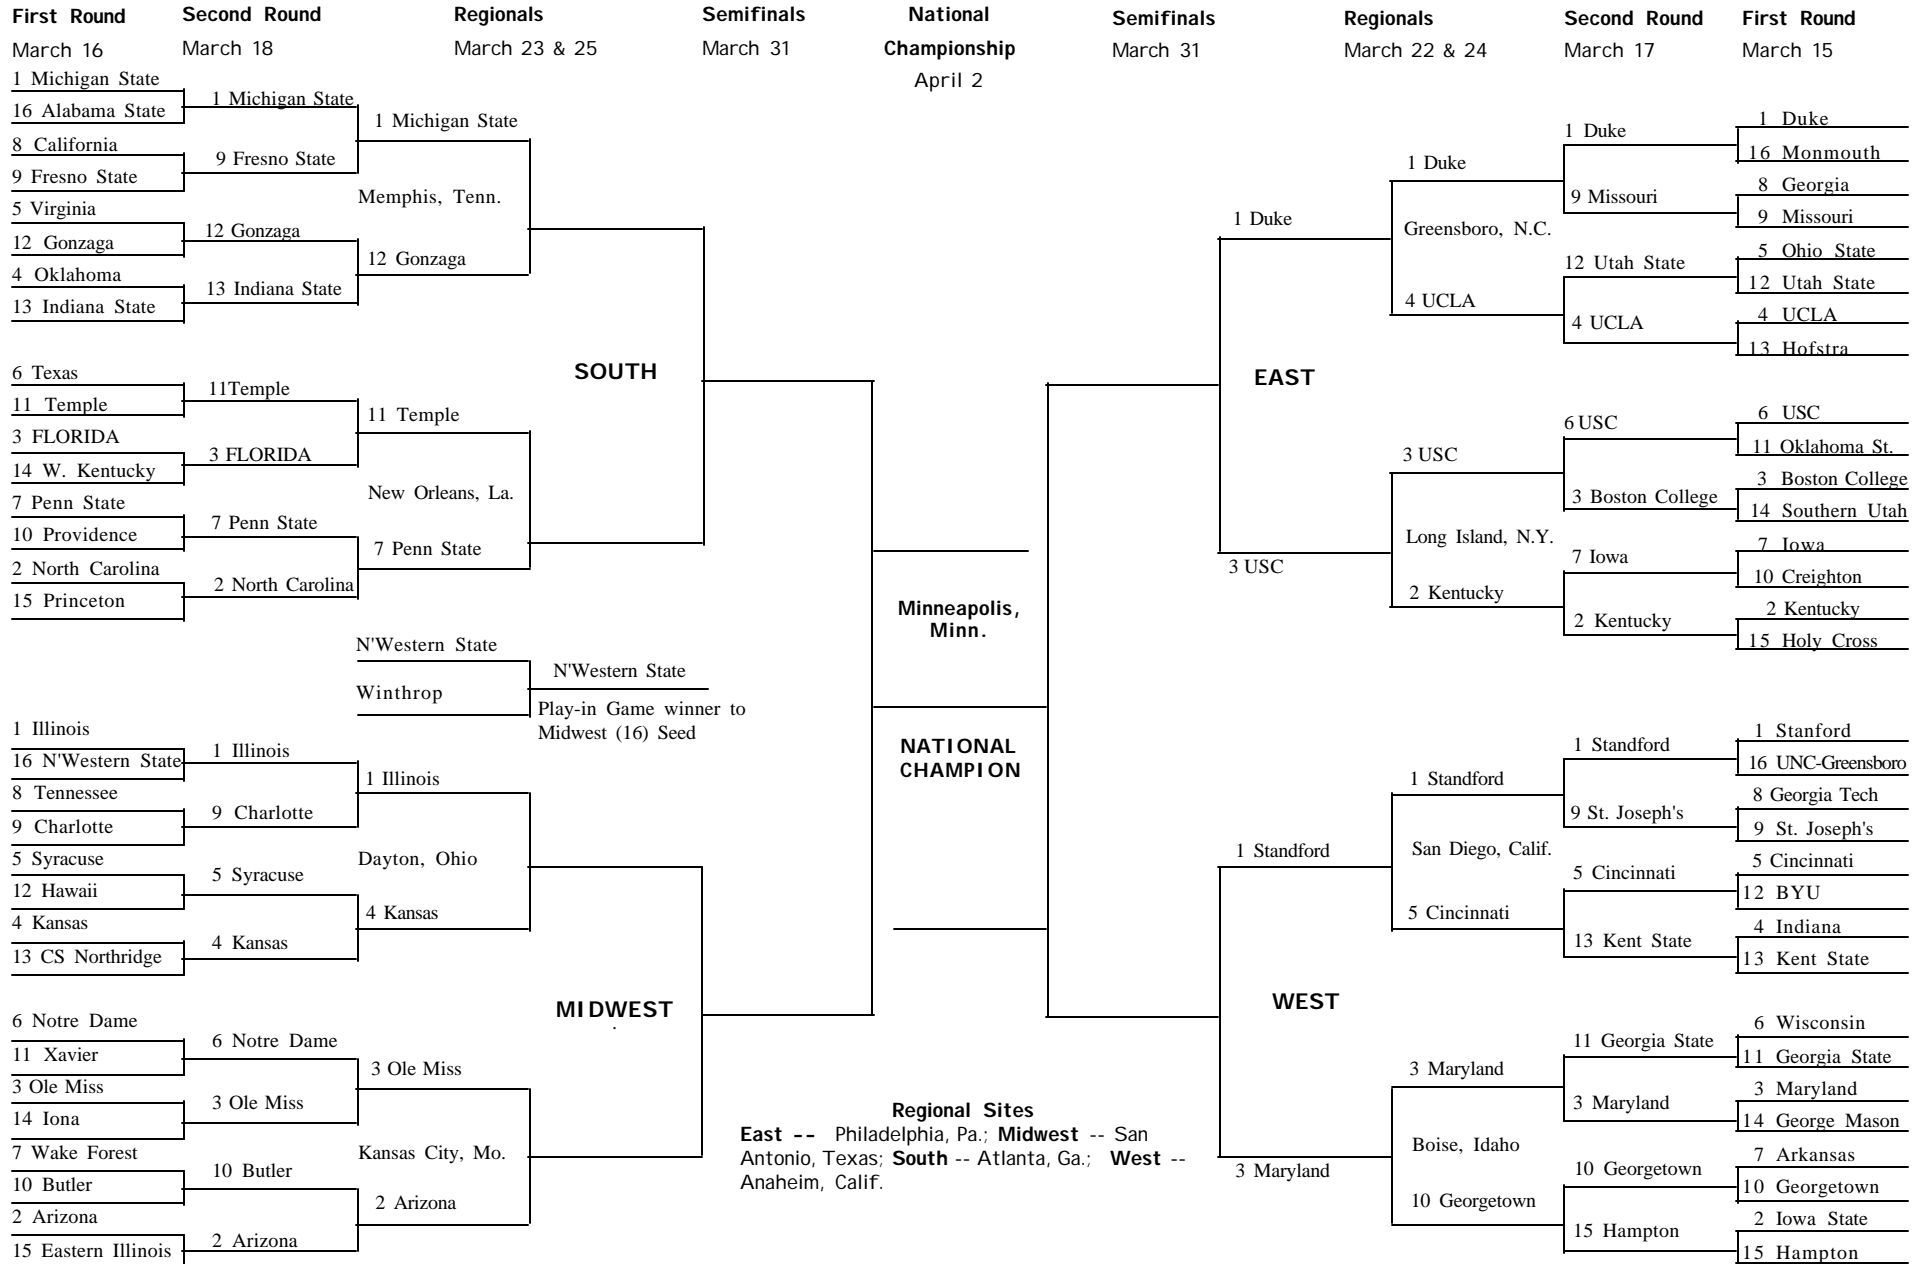 First Round
Second Round
Regionals
Semifinals
National
Championship
Semifinals
Regionals
Second Round
First Round
March 16
March 18
March 23 & 25
March 31
April 2
March 31
March 22 & 24
March 17
March 15
1 Michigan State
16 Alabama State
8 California
9 Fresno State
5 Virginia
12 Gonzaga
4 Oklahoma
13 Indiana State
1 Michigan State
9 Fresno State
12 Gonzaga
13 Indiana State
1 Michigan State
Memphis, Tenn.
12 Gonzaga
SOUTH
6 Texas
11 Temple
3 FLORIDA
14 W. Kentucky
7 Penn State
10 Providence
2 North Carolina
15 Princeton
11Temple
3 FLORIDA
7 Penn State
2 North Carolina
11 Temple
New Orleans, La.
7 Penn State
N'Western State
Winthrop
N'Western State
Play-in Game winner to
Midwest (16) Seed
1 Illinois
16 N'Western State
8 Tennessee
9 Charlotte
5 Syracuse
12 Hawaii
4 Kansas
13 CS Northridge
1 Illinois
9 Charlotte
5 Syracuse
4 Kansas
1 Illinois
Dayton, Ohio
4 Kansas
MIDWEST
6 Notre Dame
11 Xavier
3 Ole Miss
14 Iona
7 Wake Forest
10 Butler
2 Arizona
15 Eastern Illinois
6 Notre Dame
3 Ole Miss
10 Butler
2 Arizona
3 Ole Miss
Kansas City, Mo.
2 Arizona
Minneapolis,
Minn.
NATIONAL
CHAMPION
Regional Sites
East -- Philadelphia, Pa.; Midwest -- San
Antonio, Texas; South -- Atlanta, Ga.; West --
Anaheim, Calif.
1 Duke
3 USC
EAST
1 Duke
Greensboro, N.C.
4 UCLA
3 USC
Long Island, N.Y.
2 Kentucky
1 Duke
9 Missouri
12 Utah State
4 UCLA
6 USC
3 Boston College
7 Iowa
2 Kentucky
1 Duke
16 Monmouth
8 Georgia
9 Missouri
5 Ohio State
12 Utah State
4 UCLA
13 Hofstra
6 USC
11 Oklahoma St.
3 Boston College
14 Southern Utah
7 Iowa
10 Creighton
2 Kentucky
15 Holy Cross
1 Standford
3 Maryland
WEST
1 Standford
San Diego, Calif.
5 Cincinnati
3 Maryland
Boise, Idaho
10 Georgetown
1 Standford
9 St. Joseph's
5 Cincinnati
13 Kent State
11 Georgia State
3 Maryland
10 Georgetown
15 Hampton
1 Stanford
16 UNC-Greensboro
8 Georgia Tech
9 St. Joseph's
5 Cincinnati
12 BYU
4 Indiana
13 Kent State
6 Wisconsin
11 Georgia State
3 Maryland
14 George Mason
7 Arkansas
10 Georgetown
2 Iowa State
15 Hampton